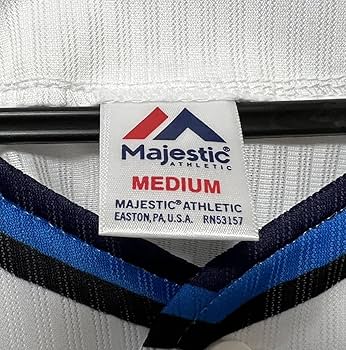 Majestic®
ATHLETIC
MEDIUM
MAJESTIC® ATHLETIC
EASTON, PA, U.S.A. RN53157